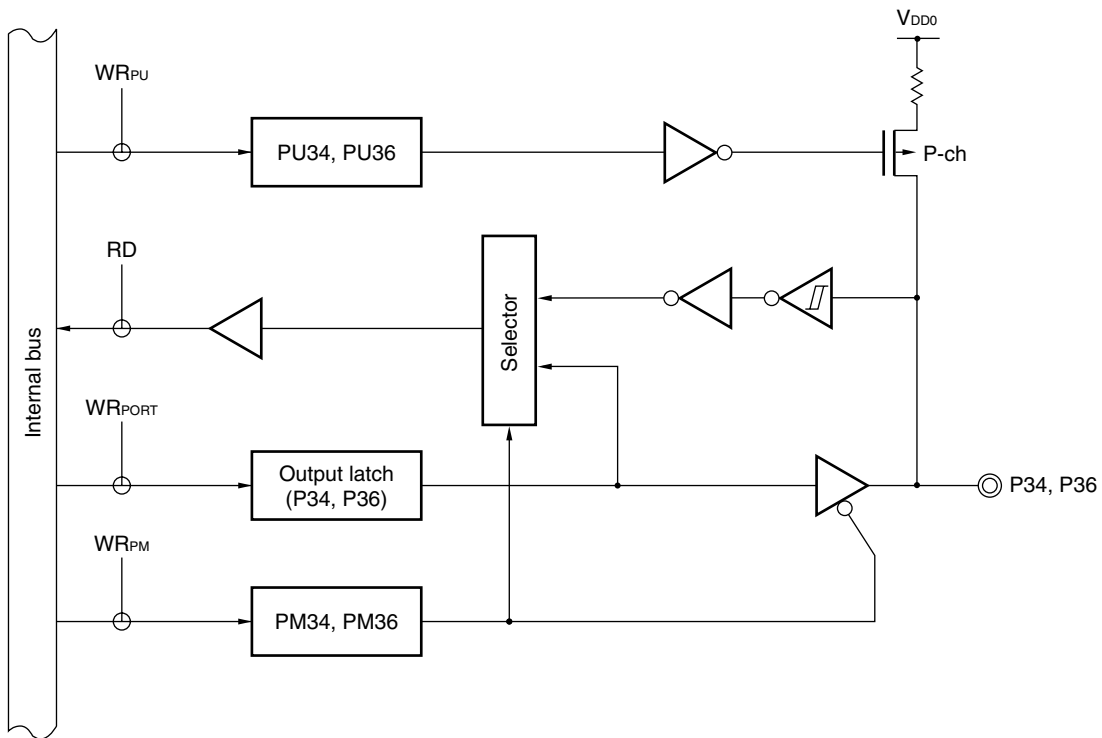 VDD0
WRPU
PU34, PU36
P-ch
RD
Selector
Internal bus
WRPORT
Output latch
(P34, P36)
P34, P36
WRPM
PM34, PM36